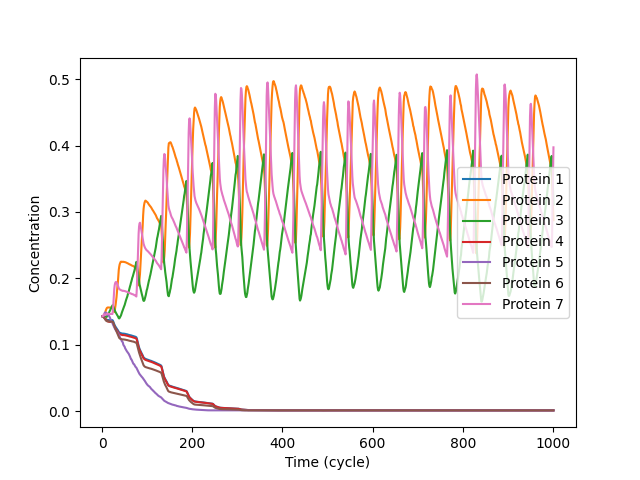 0.5
0.4
0.3
0.2
0.1
0.0
Concentration
Protein 1
Protein 2
Protein 3
Protein 4
Protein 5
Protein 6
Protein 7
0 200 400 600 800 1000
Time (cycle)